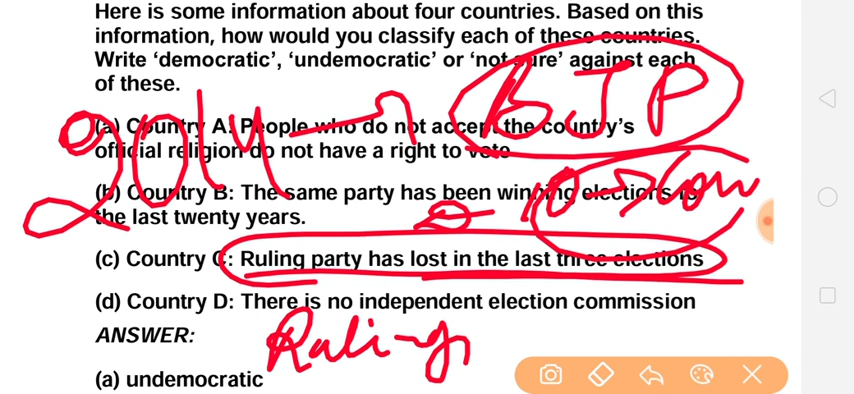 Here is some information about four countries. Based on this
information, how would you classify each of these countries.
Write ‘democratic’, ‘undemocratic’ or ‘not sure’ against each
of these.
2014 → BJP
(a) Country A: People who do not accept the country’s
official religion do not have a right to vote
(b) Country B: The same party has been winning elections for
the last twenty years.
(c) Country C: Ruling party has lost in the last three elections
(d) Country D: There is no independent election commission
Ruling
ANSWER:
(a) undemocratic